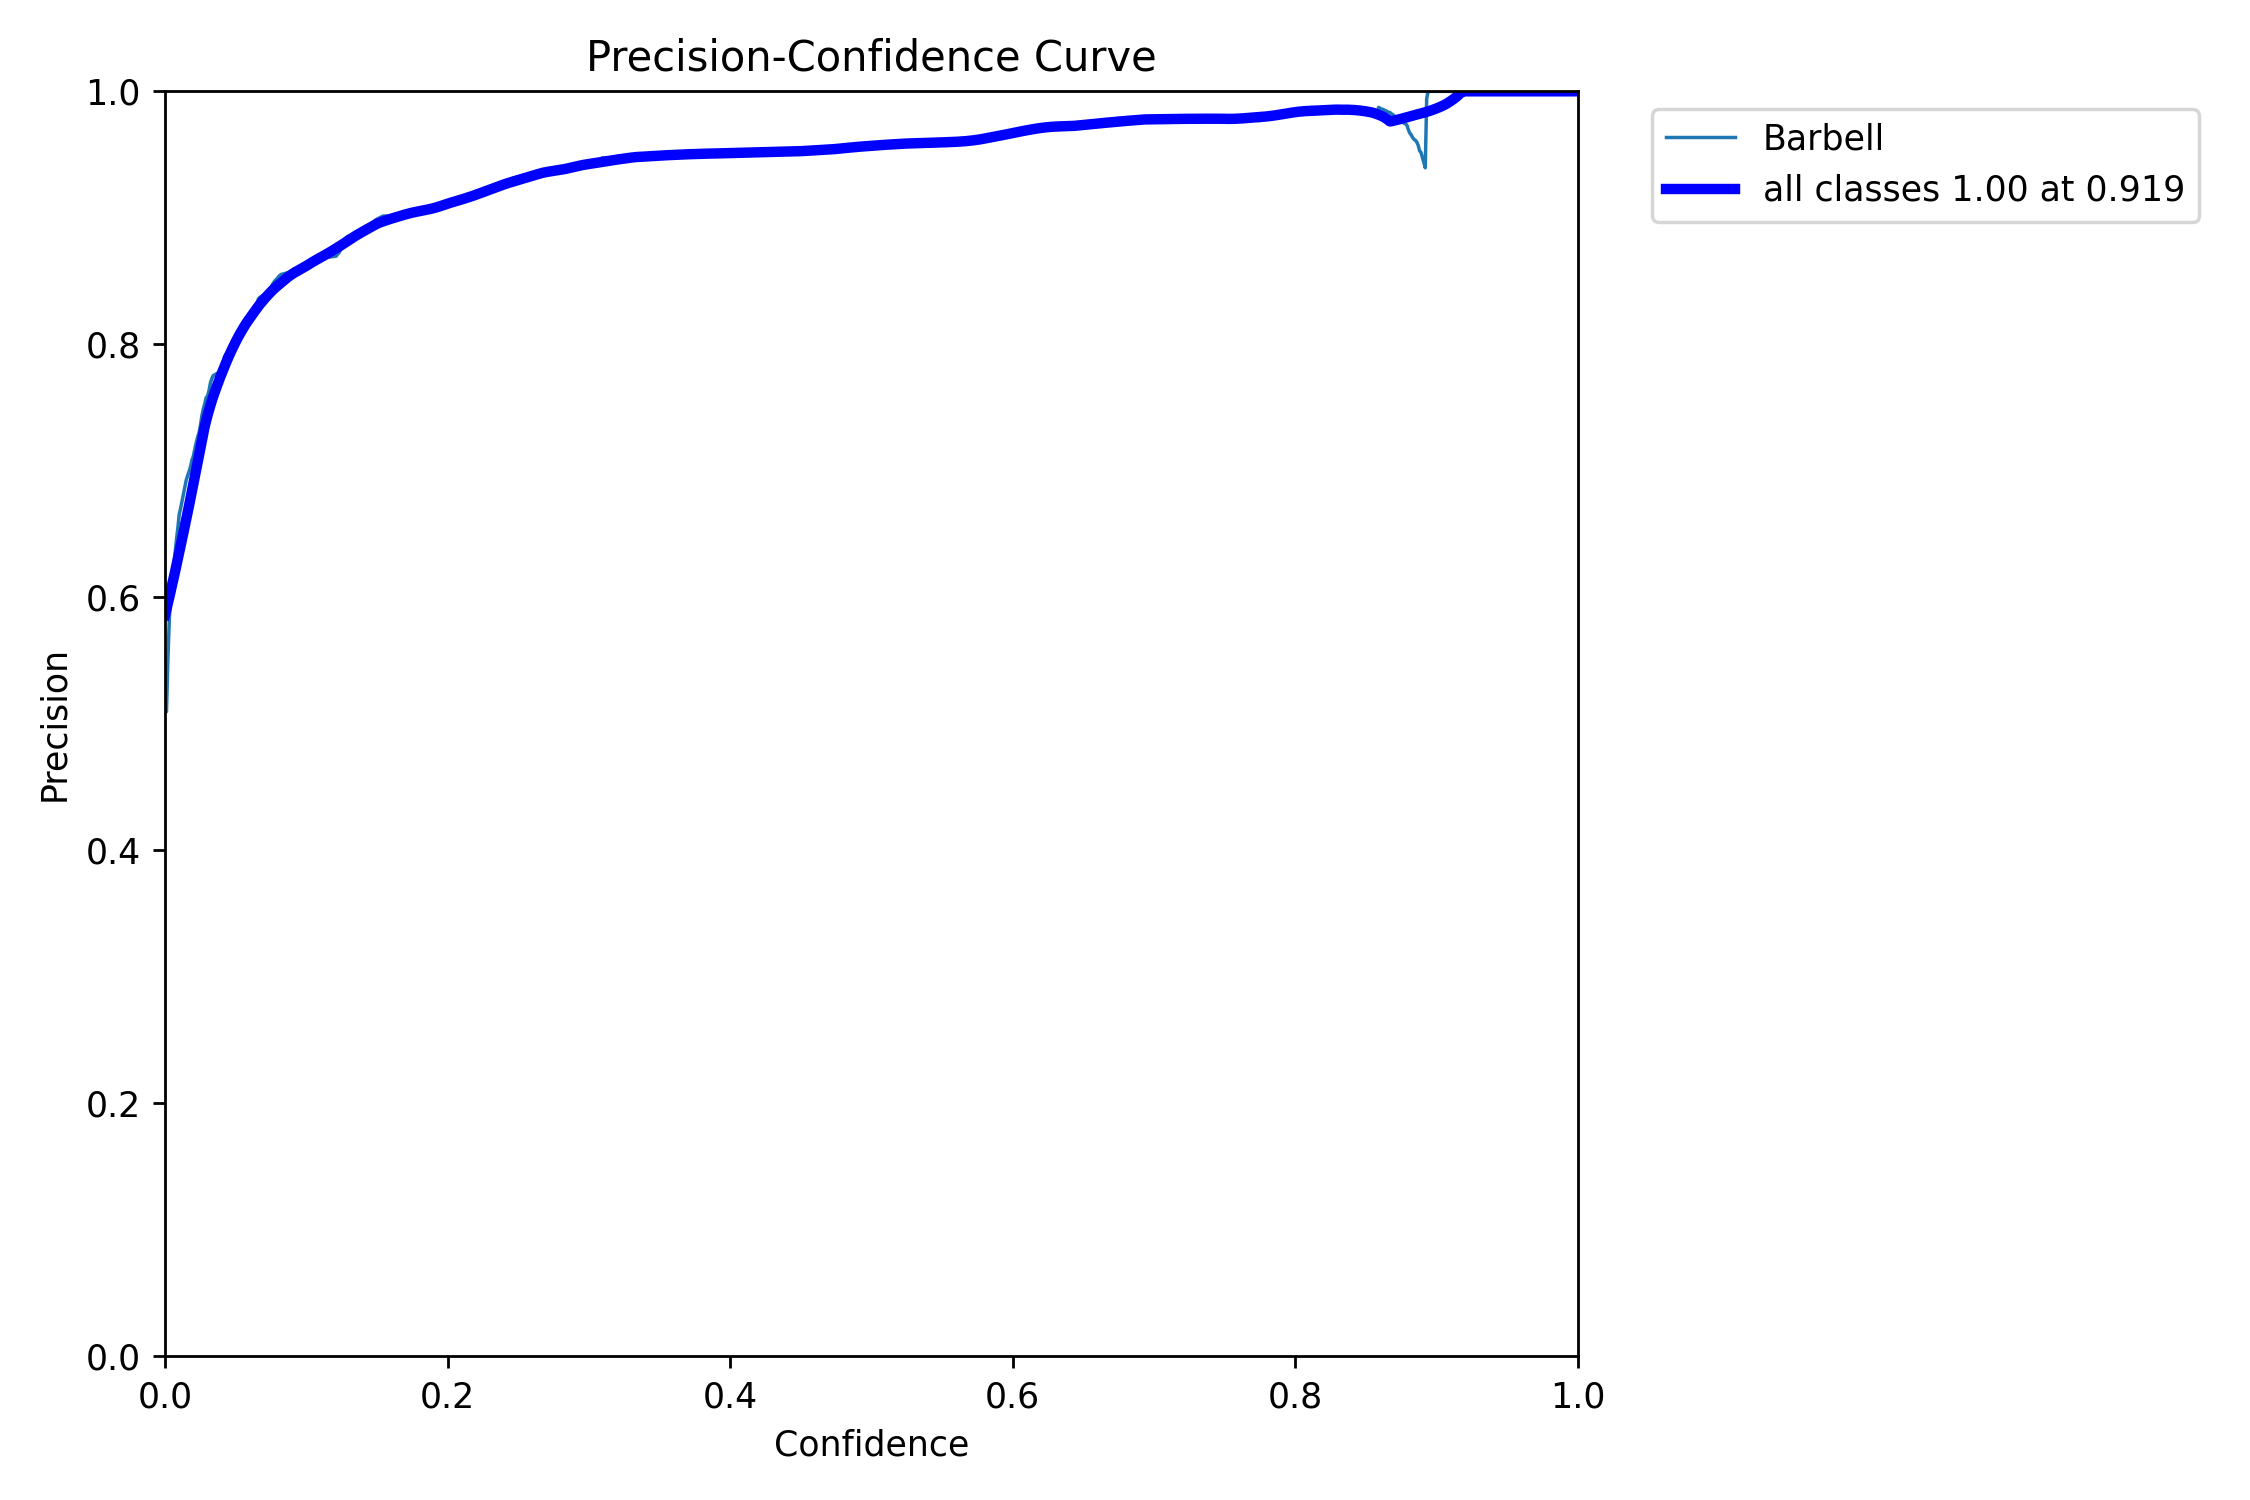 Precision-Confidence Curve
1.0
0.8
0.6
0.4
0.2
0.0
Precision
0.0 0.2 0.4 0.6 0.8 1.0
Confidence
Barbell
all classes 1.00 at 0.919